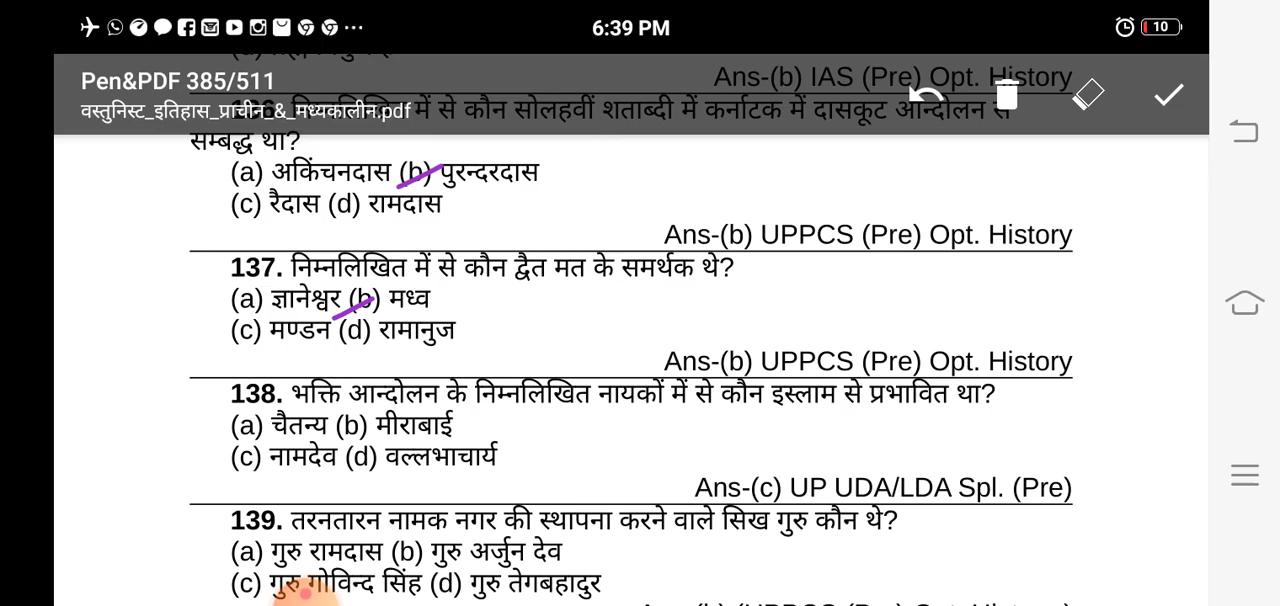 6:39 PM
10
Pen&PDF 385/511
वस्तुनिस्ट_इतिहास_प्राचीन_&_मध्यकालीन.pdf
Ans-(b) IAS (Pre) Opt. History
136. निम्नलिखित में से कौन सोलहवीं शताब्दी में कर्नाटक में दासकूट आन्दोलन से
सम्बद्ध था?
(a) अकिंचनदास (b) पुरन्दरदास
(c) रैदास (d) रामदास
Ans-(b) UPPCS (Pre) Opt. History
137. निम्नलिखित में से कौन द्वैत मत के समर्थक थे?
(a) ज्ञानेश्वर (b) मध्व
(c) मण्डन (d) रामानुज
Ans-(b) UPPCS (Pre) Opt. History
138. भक्ति आन्दोलन के निम्नलिखित नायकों में से कौन इस्लाम से प्रभावित था?
(a) चैतन्य (b) मीराबाई
(c) नामदेव (d) वल्लभाचार्य
Ans-(c) UP UDA/LDA Spl. (Pre)
139. तरनतारन नामक नगर की स्थापना करने वाले सिख गुरु कौन थे?
(a) गुरु रामदास (b) गुरु अर्जुन देव
(c) गुरु गोविन्द सिंह (d) गुरु तेगबहादुर